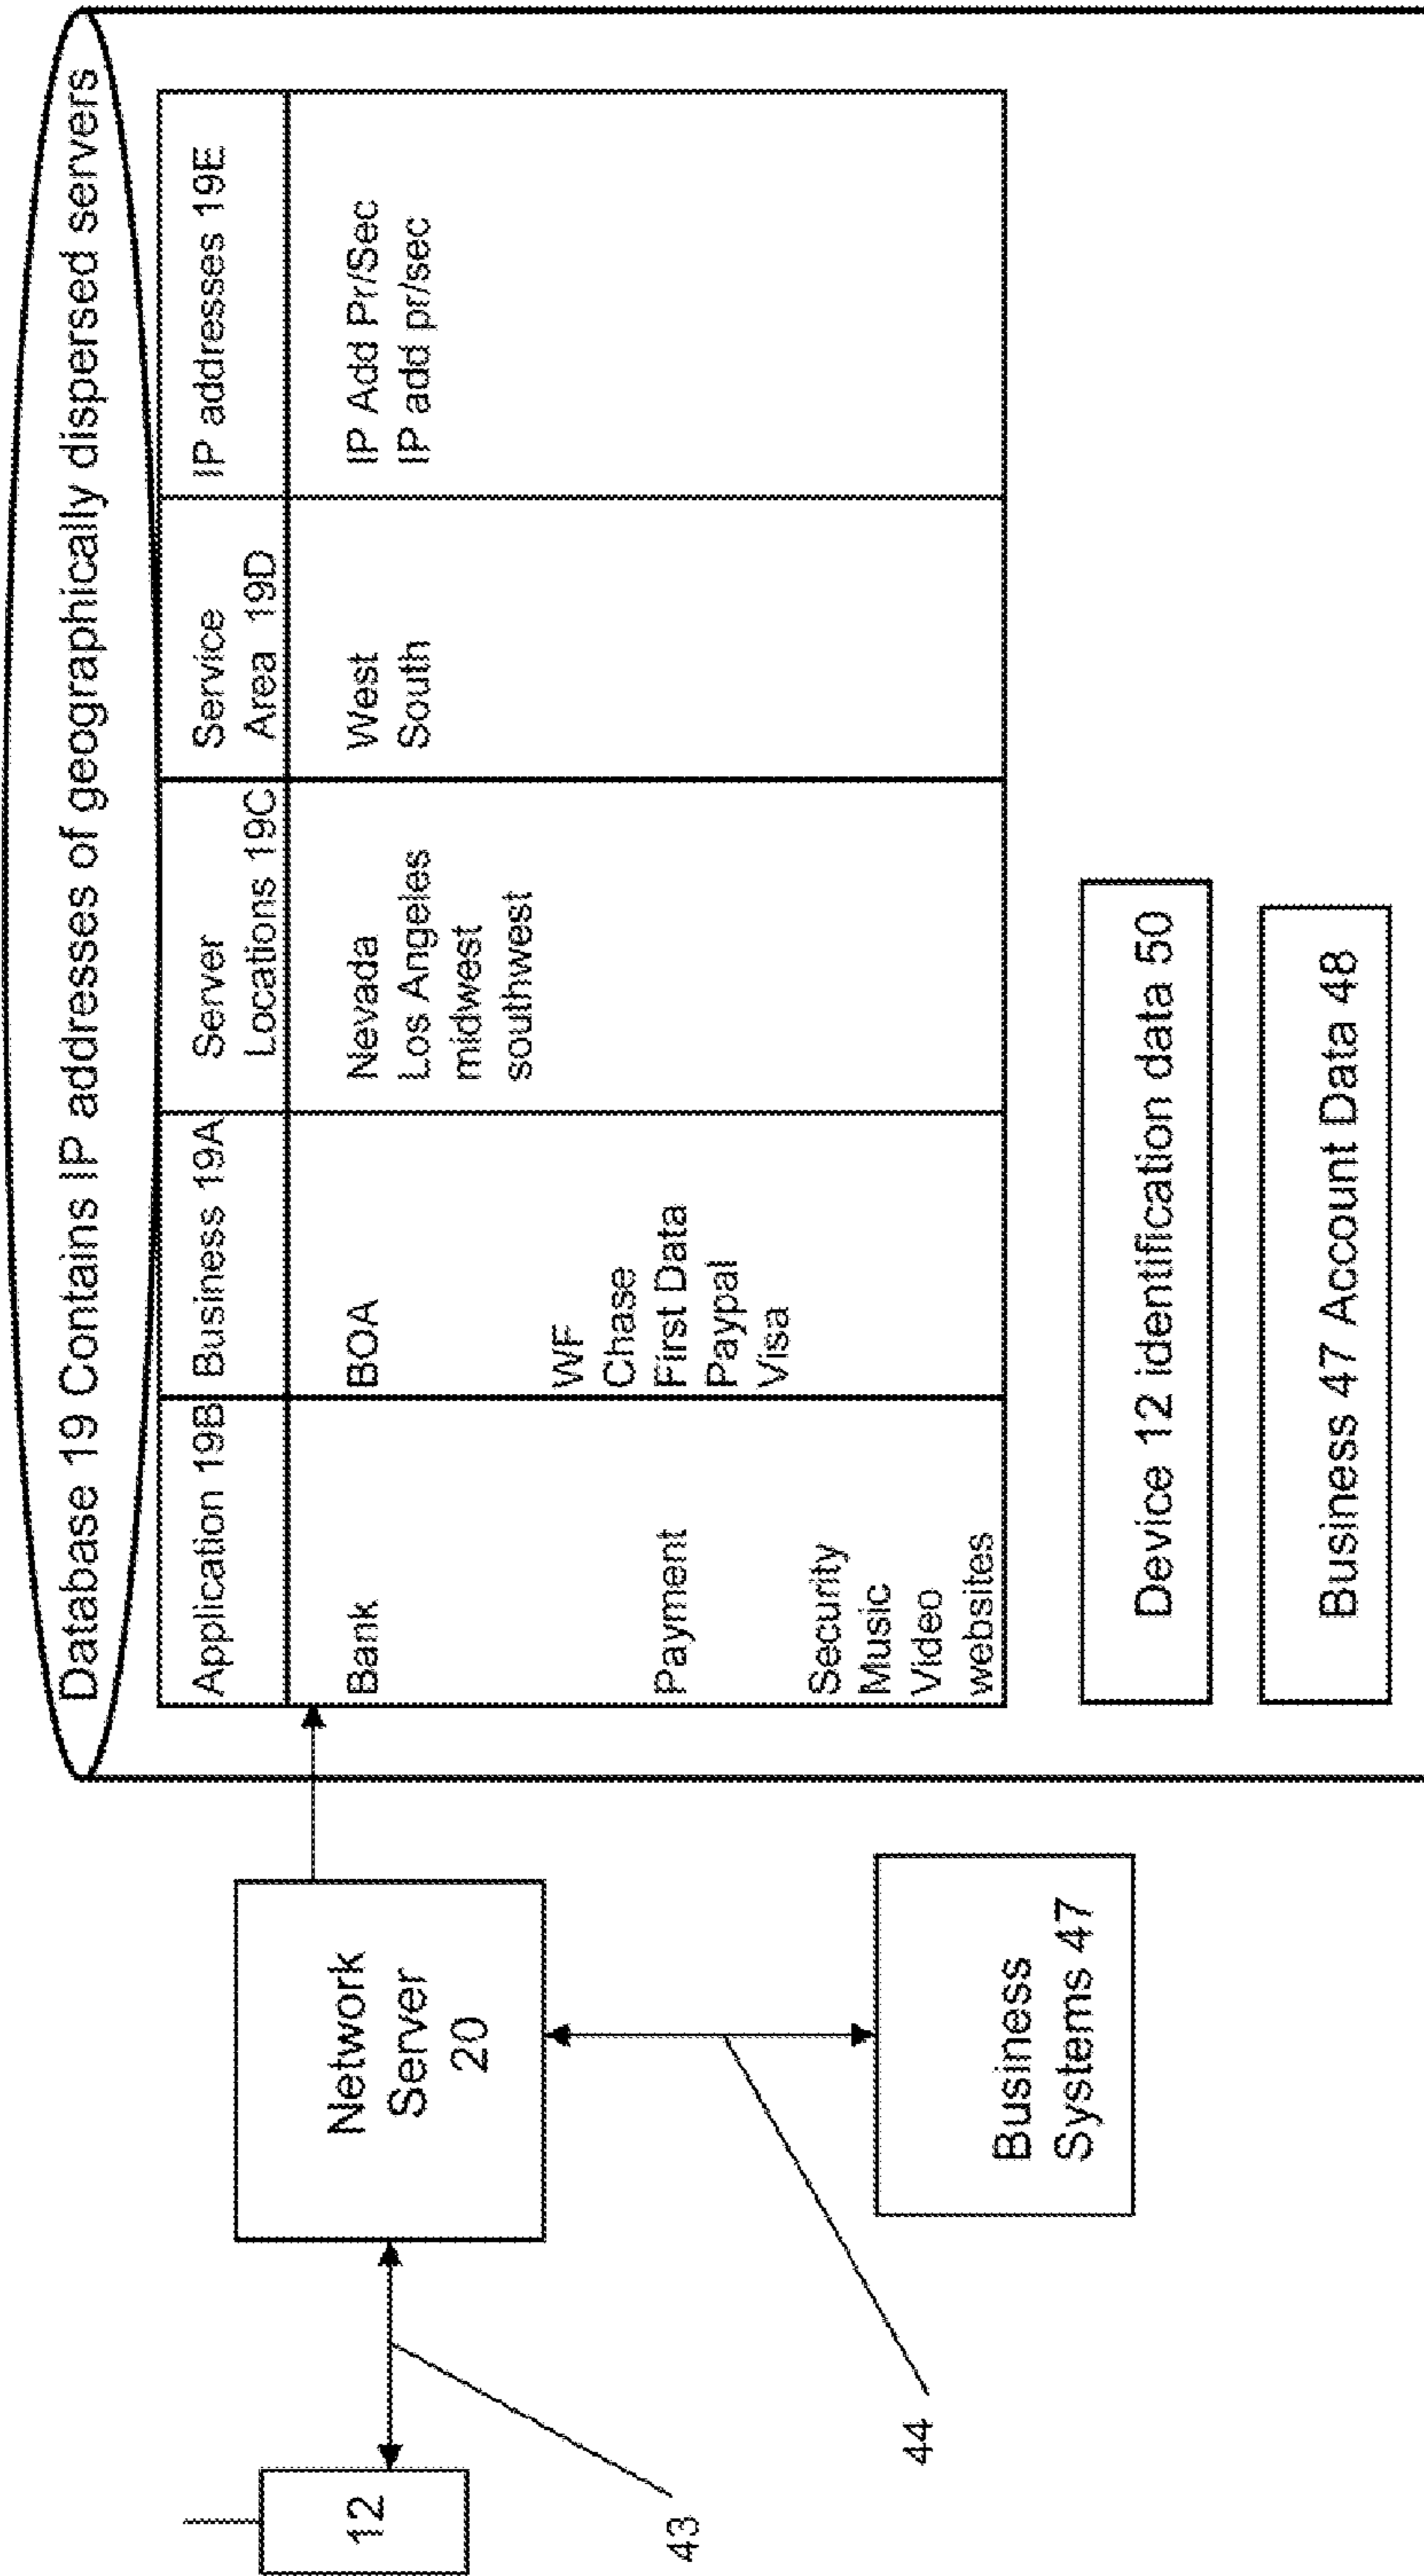 Database 19 Contains IP addresses of geographically dispersed servers
Application 19B
Business 19A
Server
Locations 19C
Service
Area 19D
IP addresses 19E
Bank
Payment
Security
Music
Video
websites
BOA
WF
Chase
First Data
Paypal
Visa
Nevada
Los Angeles
midwest
southwest
West
South
IP Add Pr/Sec
IP add pr/sec
Device 12 identification data 50
Business 47 Account Data 48
12
43
Network
Server
20
44
Business
Systems 47